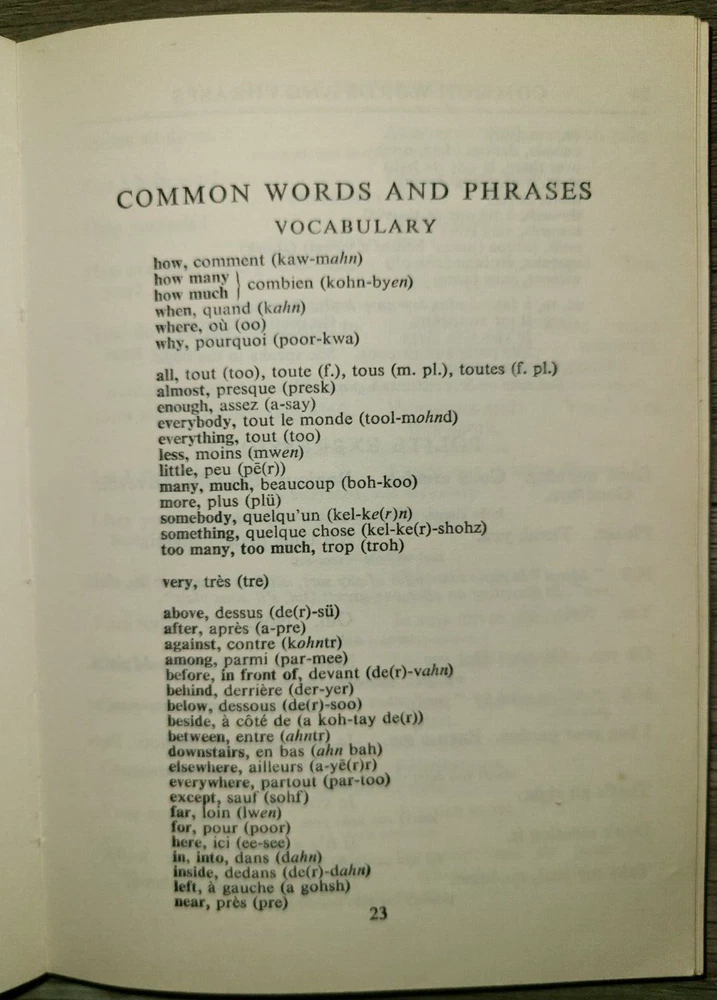 COMMON WORDS AND PHRASES
VOCABULARY
how, comment (kaw-mahn)
how many } combien (kohn-byen)
how much
when, quand (kahn)
where, où (oo)
why, pourquoi (poor-kwa)
all, tout (too), toute (f.), tous (m. pl.), toutes (f. pl.)
almost, presque (presk)
enough, assez (a-say)
everybody, tout le monde (tool-mohnd)
everything, tout (too)
less, moins (mwen)
little, peu (pē(r))
many, much, beaucoup (boh-koo)
more, plus (plü)
somebody, quelqu'un (kel-ke(r)n)
something, quelque chose (kel-ke(r)-shohz)
too many, too much, trop (troh)
very, très (tre)
above, dessus (de(r)-sü)
after, après (a-pre)
against, contre (kohntr)
among, parmi (par-mee)
before, in front of, devant (de(r)-vahn)
behind, derrière (der-yer)
below, dessous (de(r)-soo)
beside, à côté de (a koh-tay de(r))
between, entre (ahntr)
downstairs, en bas (ahn bah)
elsewhere, ailleurs (a-yē(r)r)
everywhere, partout (par-too)
except, sauf (sohf)
far, loin (lwen)
for, pour (poor)
here, ici (ee-see)
in, into, dans (dahn)
inside, dedans (de(r)-dahn)
left, à gauche (a gohsh)
near, près (pre)
23